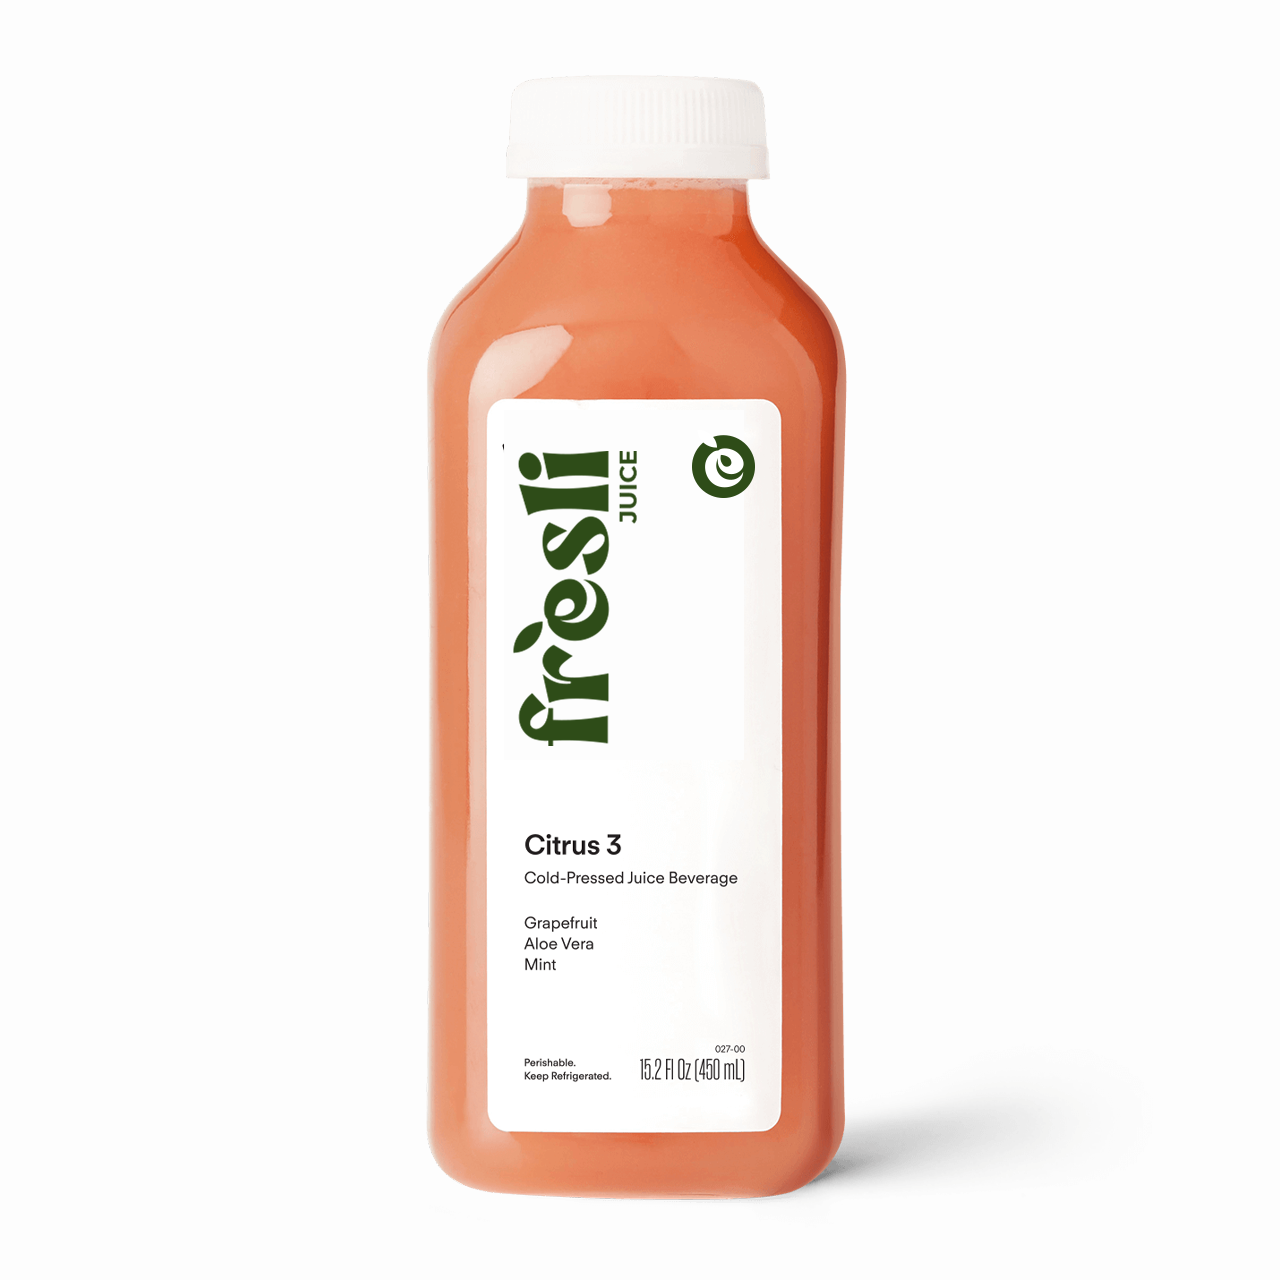 frèsli
JUICE
Citrus 3
Cold-Pressed Juice Beverage
Grapefruit
Aloe Vera
Mint
Perishable.
Keep Refrigerated.
027-00
15.2 Fl Oz (450 mL)